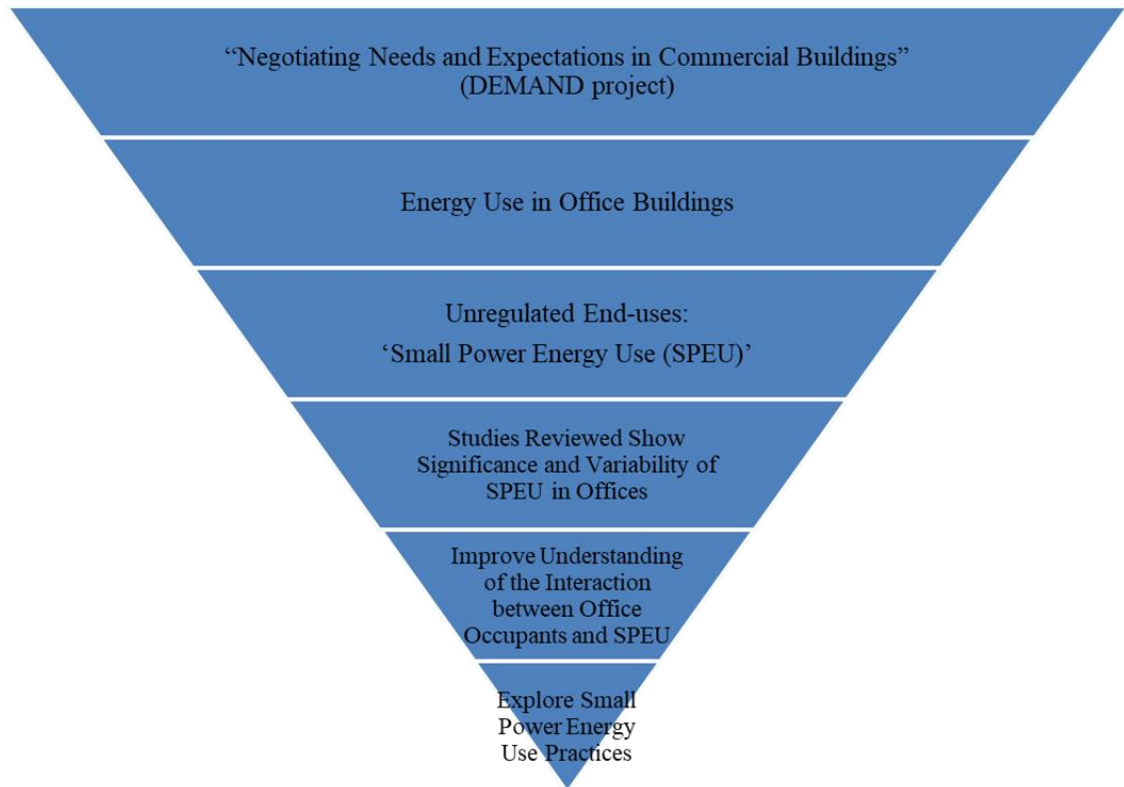 “Negotiating Needs and Expectations in Commercial Buildings”
(DEMAND project)
Energy Use in Office Buildings
Unregulated End-uses:
‘Small Power Energy Use (SPEU)’
Studies Reviewed Show
Significance and Variability of
SPEU in Offices
Improve Understanding
of the Interaction
between Office
Occupants and SPEU
Explore Small
Power Energy
Use Practices